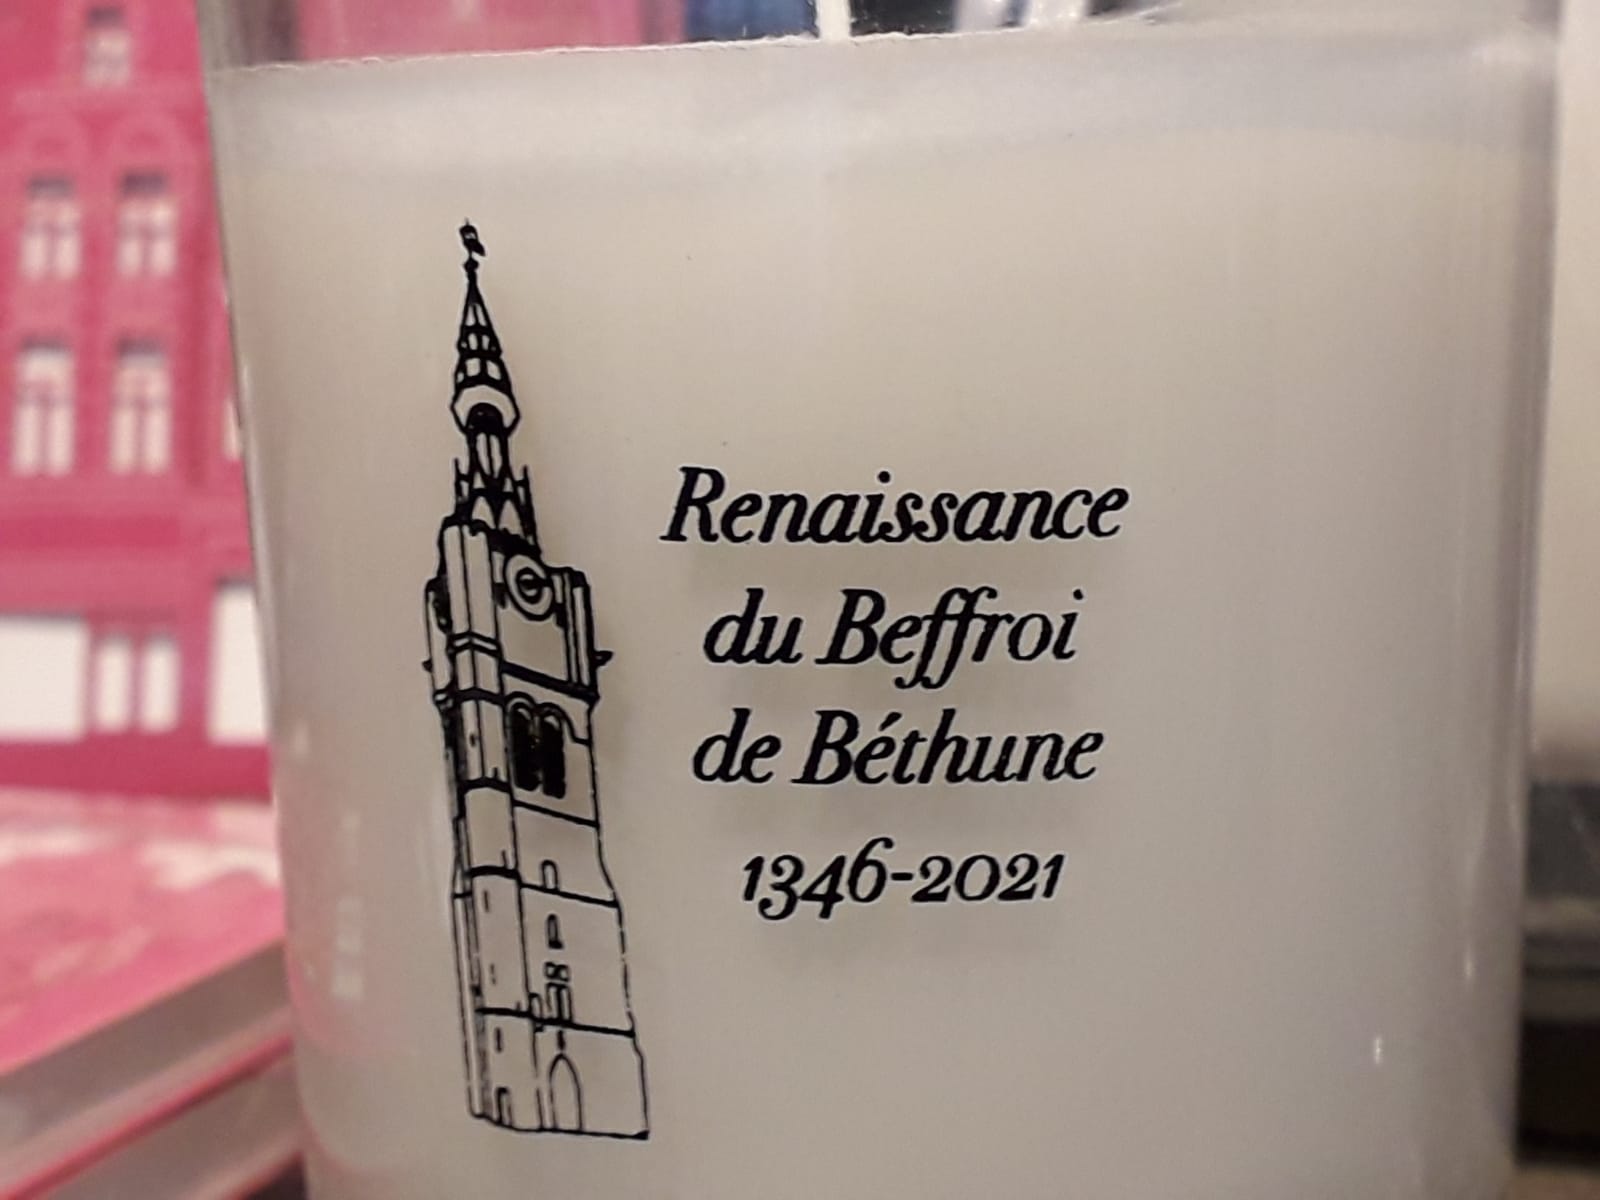 Renaissance
du Beffroi
de Béthune
1346-2021